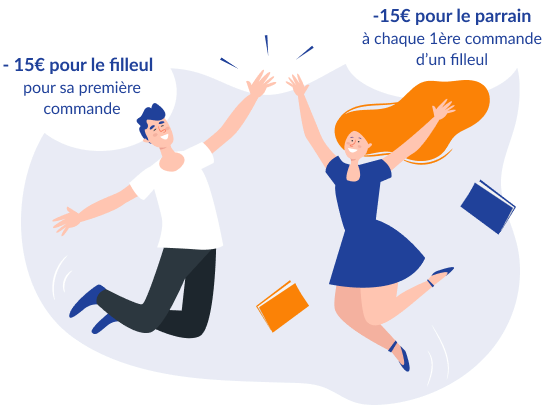 - 15€ pour le filleul
pour sa première
commande
-15€ pour le parrain
à chaque 1ère commande
d'un filleul